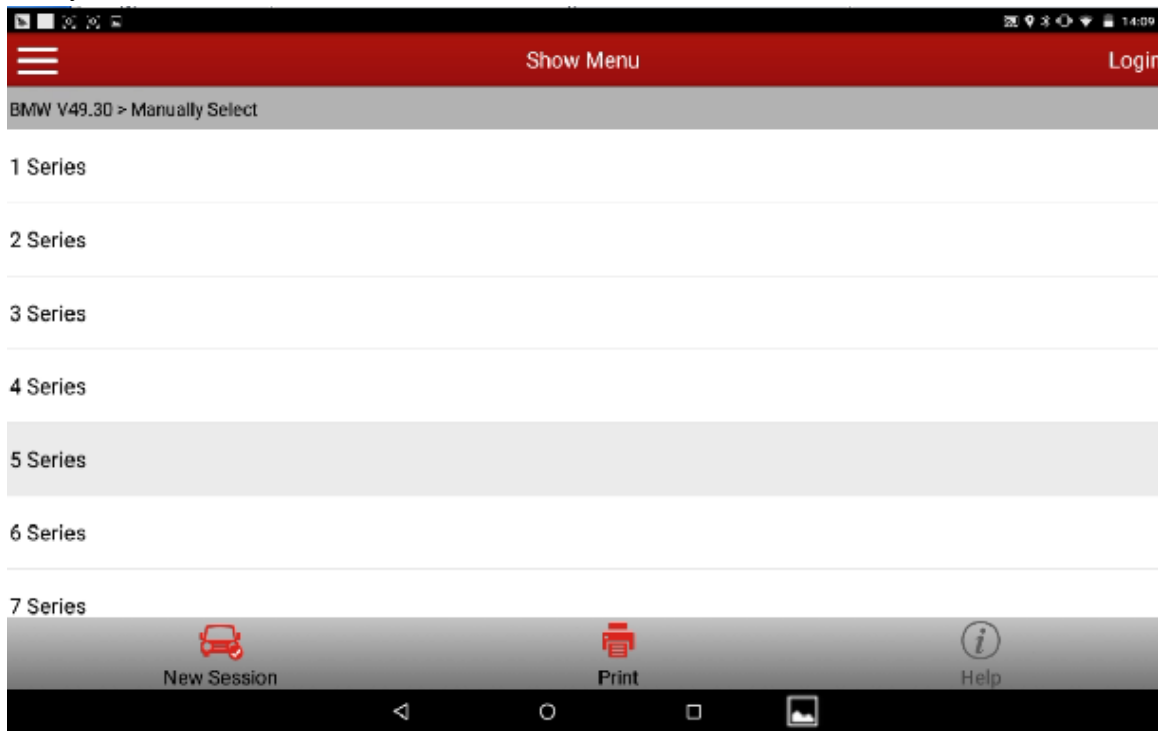 14:09
Show Menu
Login
BMW V49.30 > Manually Select
1 Series
2 Series
3 Series
4 Series
5 Series
6 Series
7 Series
New Session
Print
Help